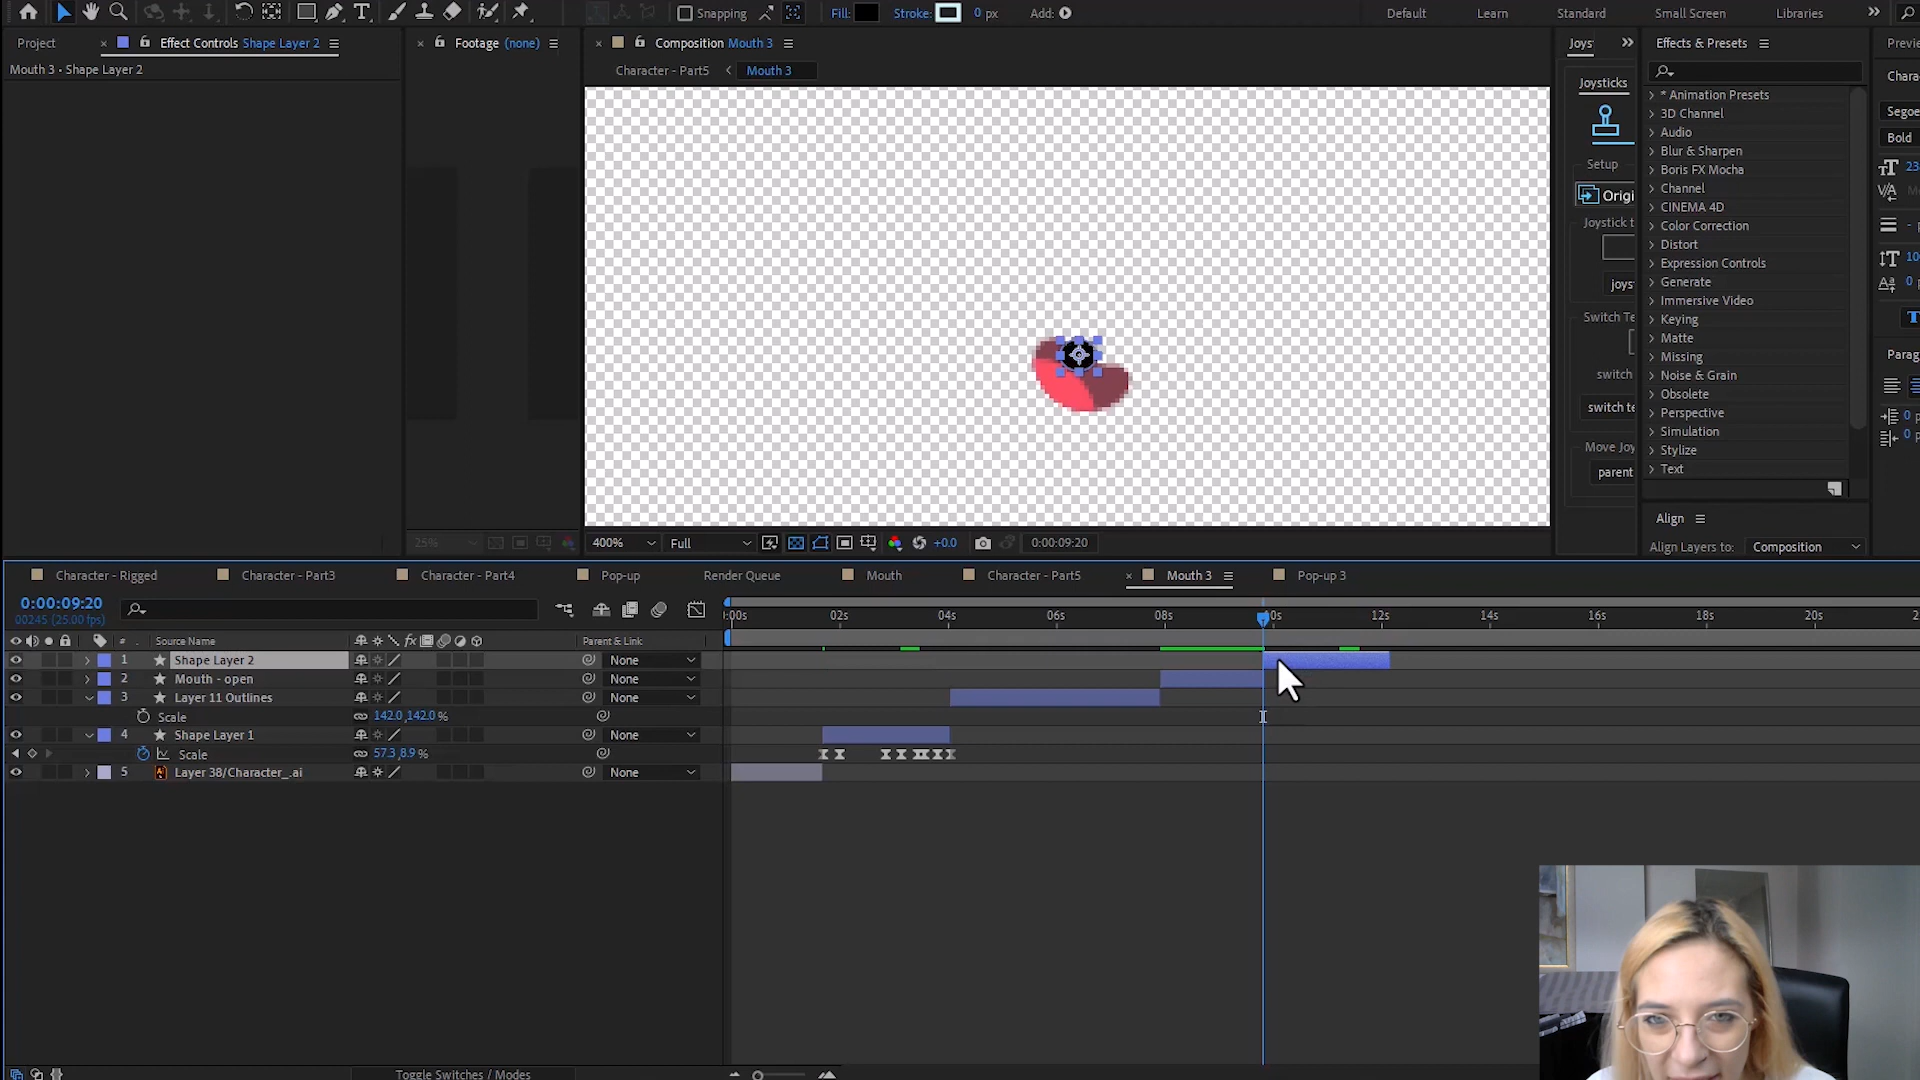 Snapping
Fill:
Stroke:
0 px
Add:
Default
Learn
Standard
Small Screen
Libraries
Project
Effect Controls Shape Layer 2
Footage (none)
Composition Mouth 3
Joys
Effects & Presets
Previe
Mouth 3 • Shape Layer 2
Character - Part5
Mouth 3
Joysticks
Setup
Origi
Joystick t
joys
Switch Te
switch
switch te
Move Joy
parent
* Animation Presets
3D Channel
Audio
Blur & Sharpen
Boris FX Mocha
Channel
CINEMA 4D
Color Correction
Distort
Expression Controls
Generate
Immersive Video
Keying
Matte
Missing
Noise & Grain
Obsolete
Perspective
Simulation
Stylize
Text
Align
Align Layers to:
Composition
Chara
Segoe
Bold
23
10
0 p
Parag
0 p
0 p
25%
400%
Full
+0.0
0:00:09:20
Character - Rigged
Character - Part3
Character - Part4
Pop-up
Render Queue
Mouth
Character - Part5
Mouth 3
Pop-up 3
0:00:09:20
00245 (25.00 fps)
:00s
02s
04s
06s
08s
0s
12s
14s
16s
18s
20s
2
#
Source Name
fx
Parent & Link
1
Shape Layer 2
None
2
Mouth - open
None
3
Layer 11 Outlines
None
Scale
142.0,142.0%
4
Shape Layer 1
None
Scale
57.3,8.9%
5
Layer 38/Character_.ai
None
Toggle Switches / Modes